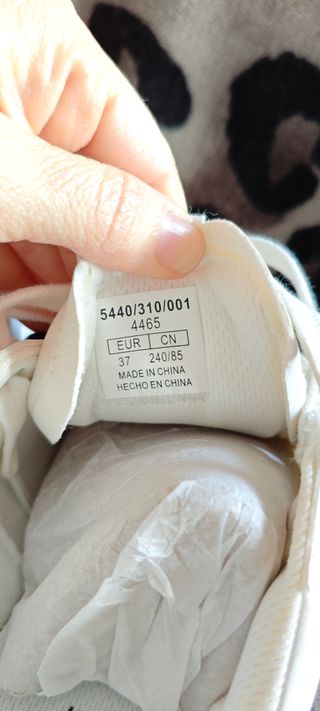 5440/310/001
4465
EUR CN
37 240/85
MADE IN CHINA
HECHO EN CHINA